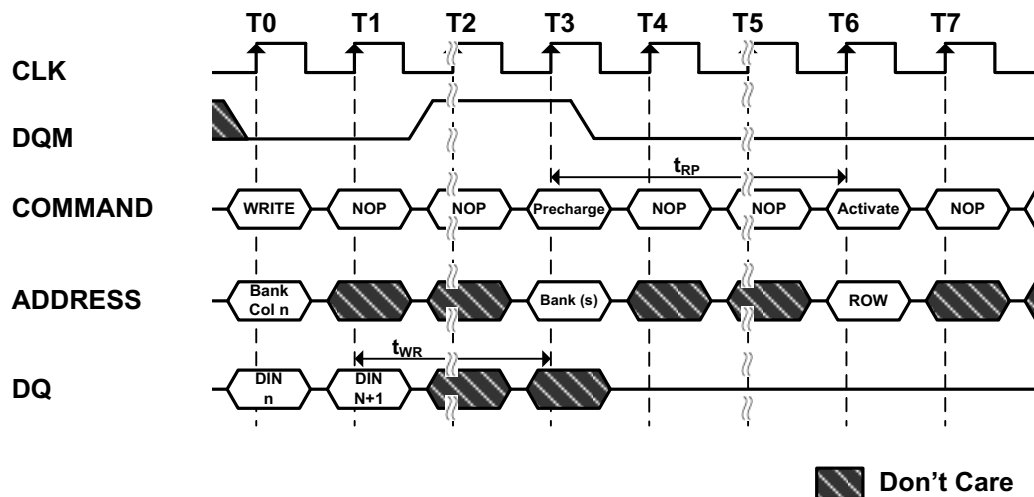 T0 T1 T2 T3 T4 T5 T6 T7
CLK
DQM
tRP
COMMAND WRITE NOP NOP Precharge NOP NOP Activate NOP
ADDRESS Bank Col n Bank (s) ROW
tWR
DQ DIN n DIN N+1
Don't Care